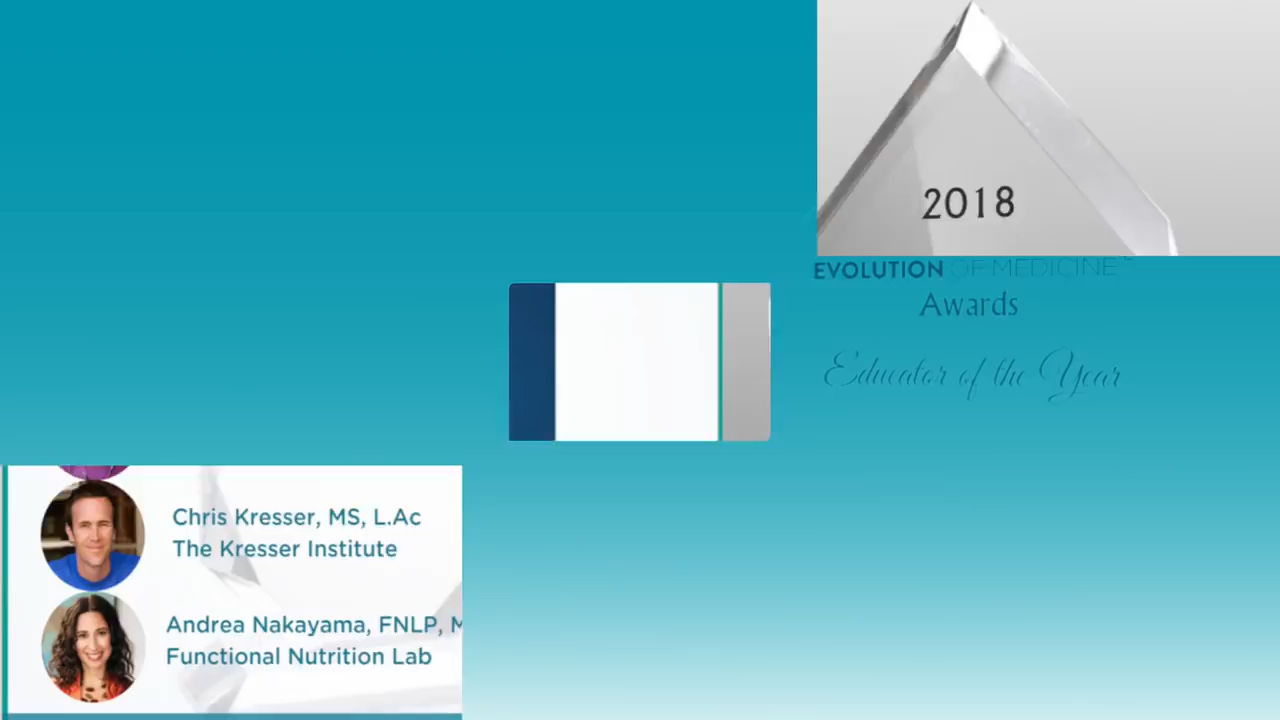 2018
EVOLUTION OF MEDICINE
Awards
Educator of the Year
Chris Kresser, MS, L.Ac
The Kresser Institute
Andrea Nakayama, FNLP, M
Functional Nutrition Lab